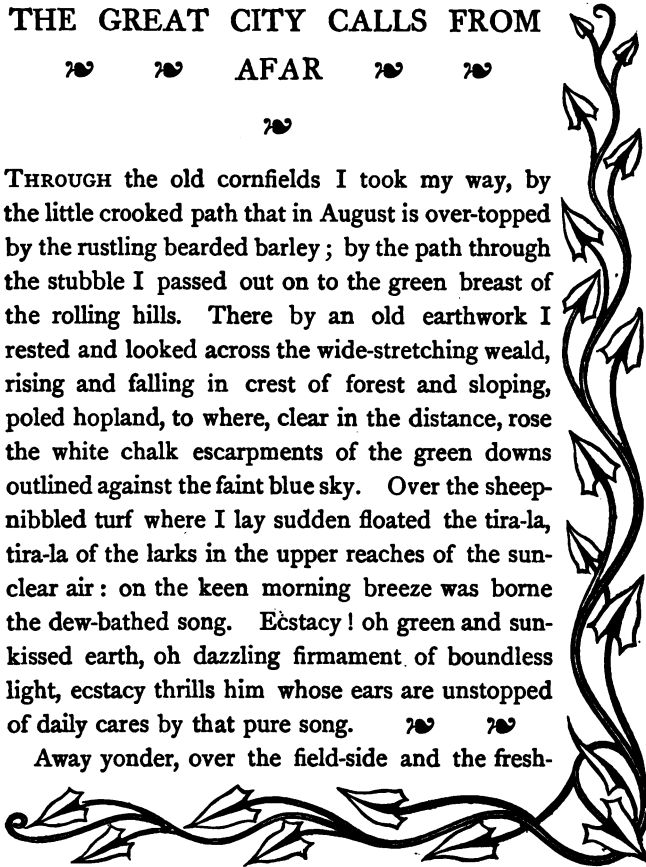 THE GREAT CITY CALLS FROM
AFAR
THROUGH the old cornfields I took my way, by
the little crooked path that in August is over-topped
by the rustling bearded barley; by the path through
the stubble I passed out on to the green breast of
the rolling hills. There by an old earthwork I
rested and looked across the wide-stretching weald,
rising and falling in crest of forest and sloping,
poled hopland, to where, clear in the distance, rose
the white chalk escarpments of the green downs
outlined against the faint blue sky. Over the sheep-
nibbled turf where I lay sudden floated the tira-la,
tira-la of the larks in the upper reaches of the sun-
clear air: on the keen morning breeze was borne
the dew-bathed song. Ecstacy! oh green and sun-
kissed earth, oh dazzling firmament of boundless
light, ecstacy thrills him whose ears are unstopped
of daily cares by that pure song.
Away yonder, over the field-side and the fresh-